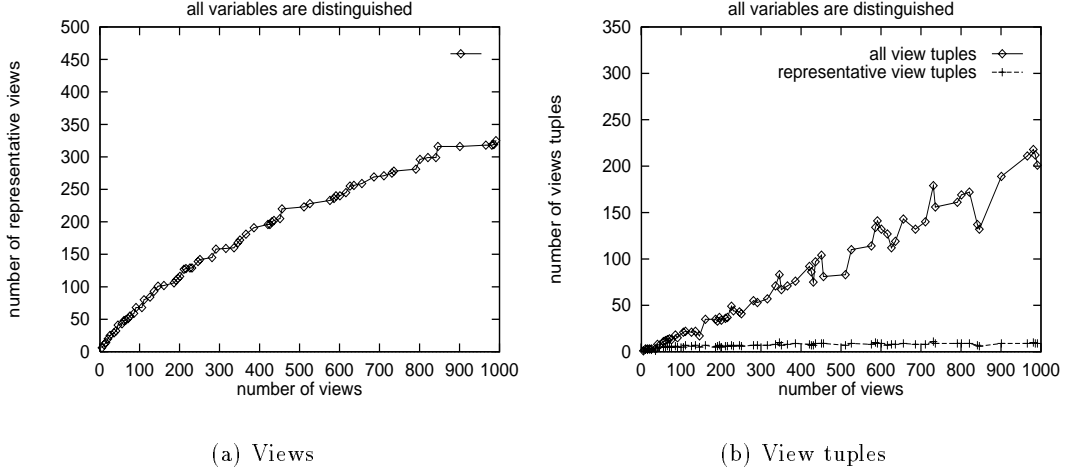 all variables are distinguished
500
450
400
350
300
250
200
150
100
50
0
number of representative views
0 100 200 300 400 500 600 700 800 900 1000
number of views
(a) Views
all variables are distinguished
350
300
250
200
150
100
50
0
number of views tuples
all view tuples
representative view tuples
0 100 200 300 400 500 600 700 800 900 1000
number of views
(b) View tuples